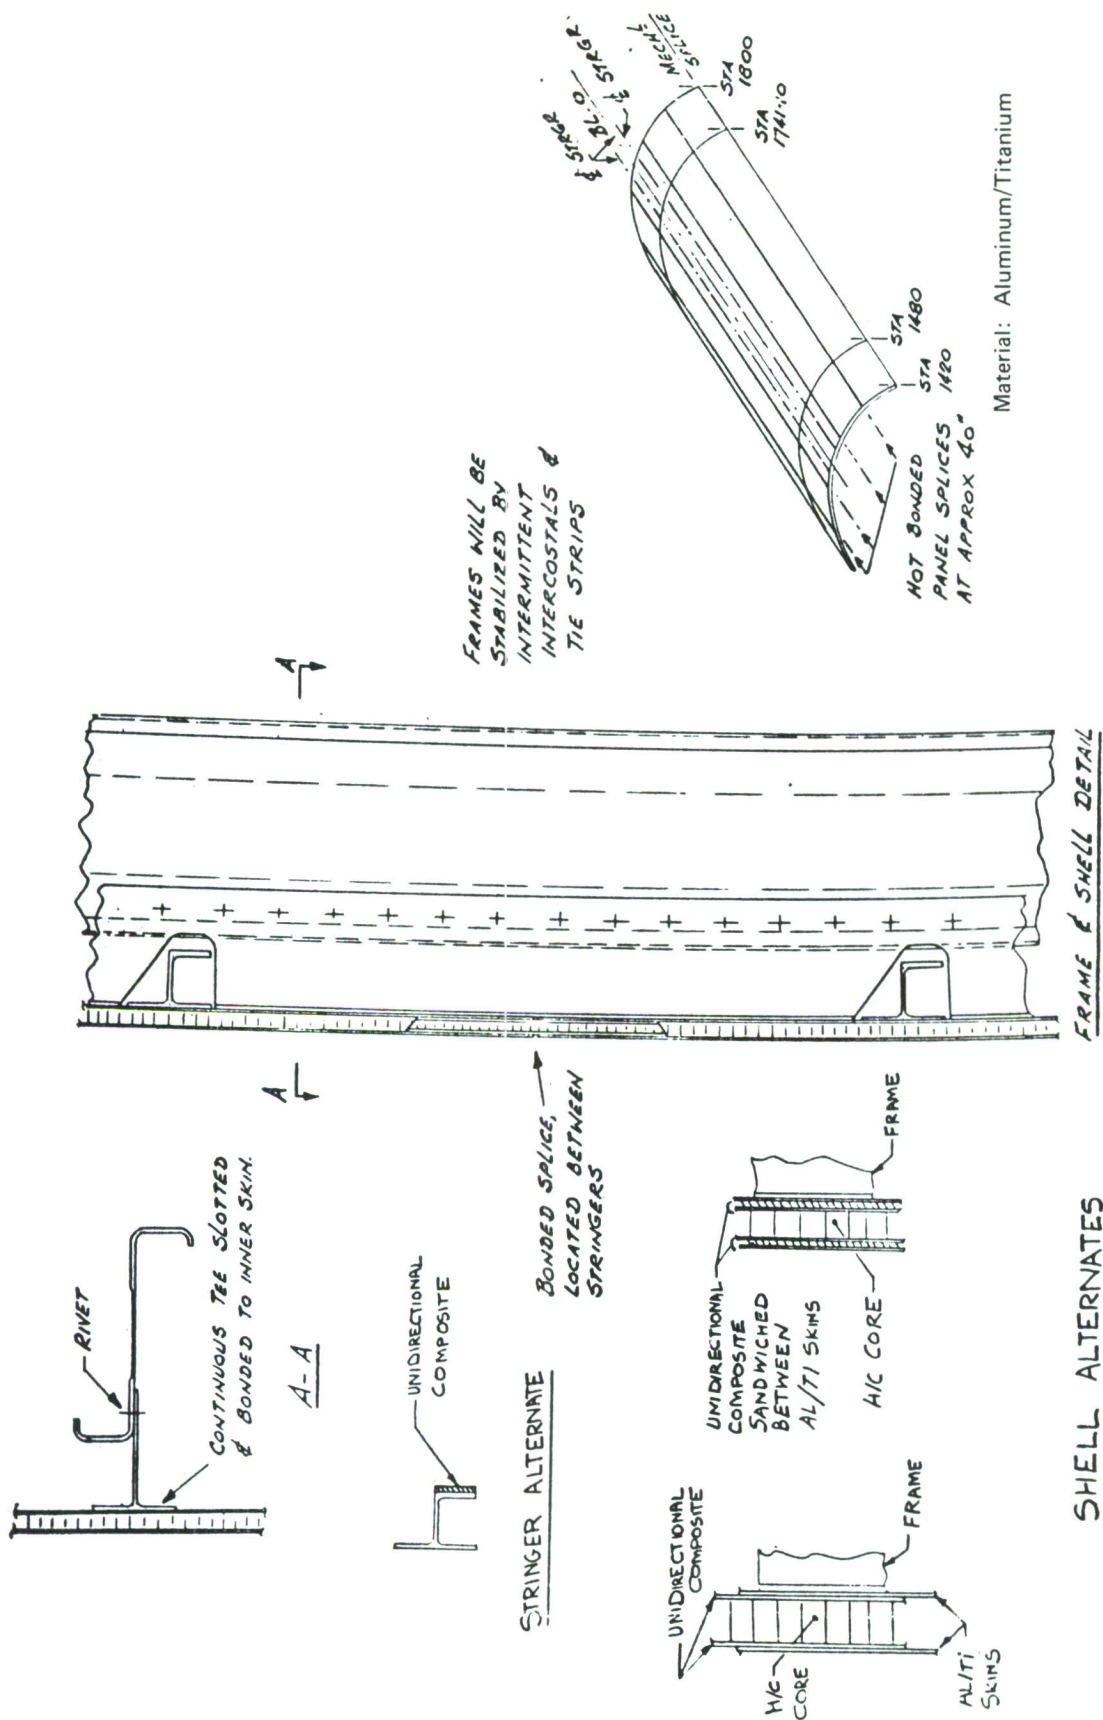 RIVET
CONTINUOUS TEE SLOTTED
& BONDED TO INNER SKIN.
A-A
UNIDIRECTIONAL
COMPOSITE
STRINGER ALTERNATE
UNIDIRECTIONAL
COMPOSITE
H/C
CORE
FRAME
AL/TI
SKINS
UNIDIRECTIONAL
COMPOSITE
SANDWICHED
BETWEEN
AL/TI SKINS
H/C CORE
FRAME
SHELL ALTERNATES
A
A
BONDED SPLICE,
LOCATED BETWEEN
STRINGERS
FRAME & SHELL DETAIL
FRAMES WILL BE
STABILIZED BY
INTERMITTENT
INTERCOSTALS &
TIE STRIPS
℄ STRGR
BL.0
℄ STRGR
MECH'L
SPLICE
STA
1800
STA
1741.10
STA
1480
STA
1420
HOT BONDED
PANEL SPLICES
AT APPROX 40"
Material: Aluminum/Titanium